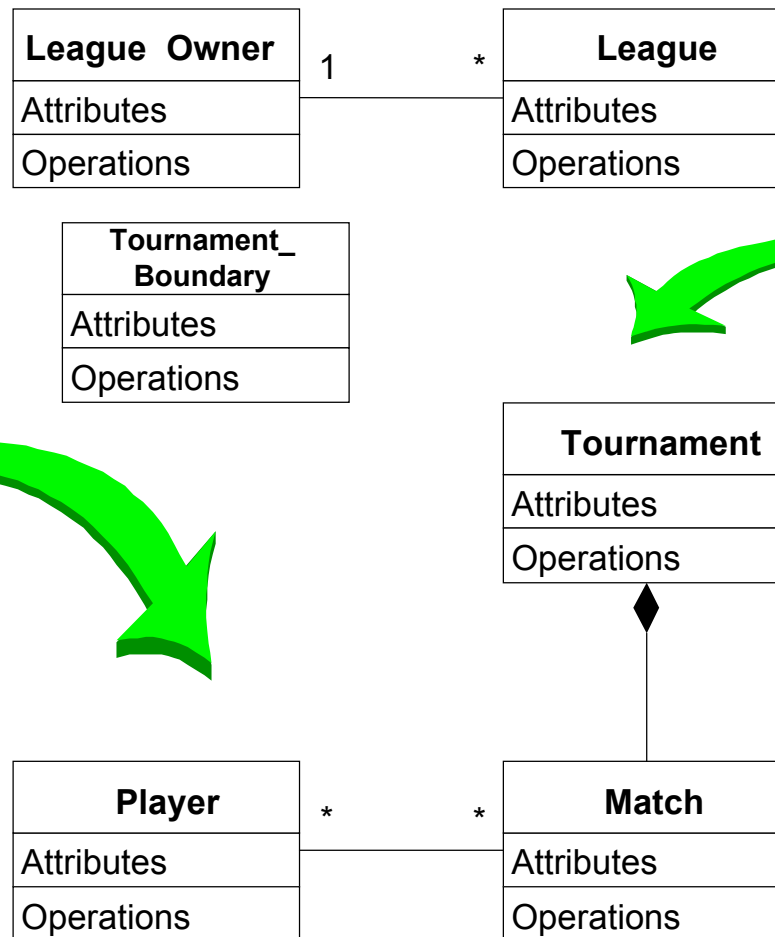 League Owner
1
*
League
Attributes
Attributes
Operations
Operations
Tournament_
Boundary
Attributes
Operations
Tournament
Attributes
Operations
Player
*
*
Match
Attributes
Attributes
Operations
Operations